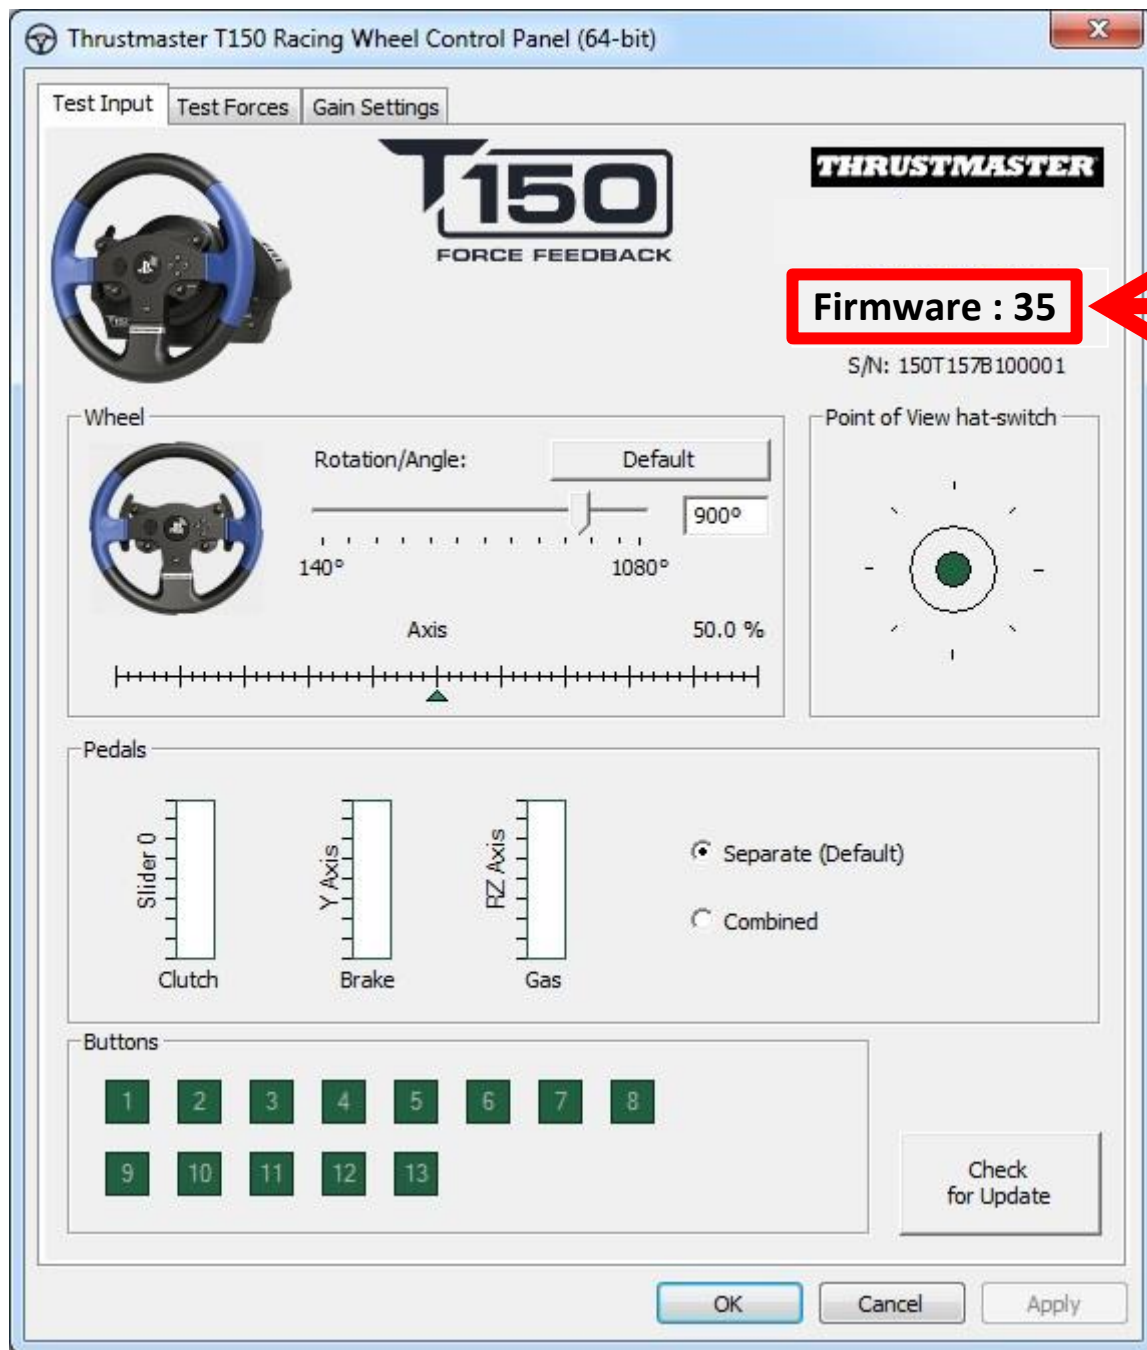 Thrustmaster T150 Racing Wheel Control Panel (64-bit)
Test Input Test Forces Gain Settings
T150
FORCE FEEDBACK
THRUSTMASTER
Firmware : 35
S/N: 150T157B100001
Wheel
Rotation/Angle: Default
900°
140° 1080°
Axis 50.0 %
Point of View hat-switch
Pedals
Slider 0
Clutch
Y Axis
Brake
RZ Axis
Gas
Separate (Default)
Combined
Buttons
1 2 3 4 5 6 7 8
9 10 11 12 13
Check
for Update
OK Cancel Apply